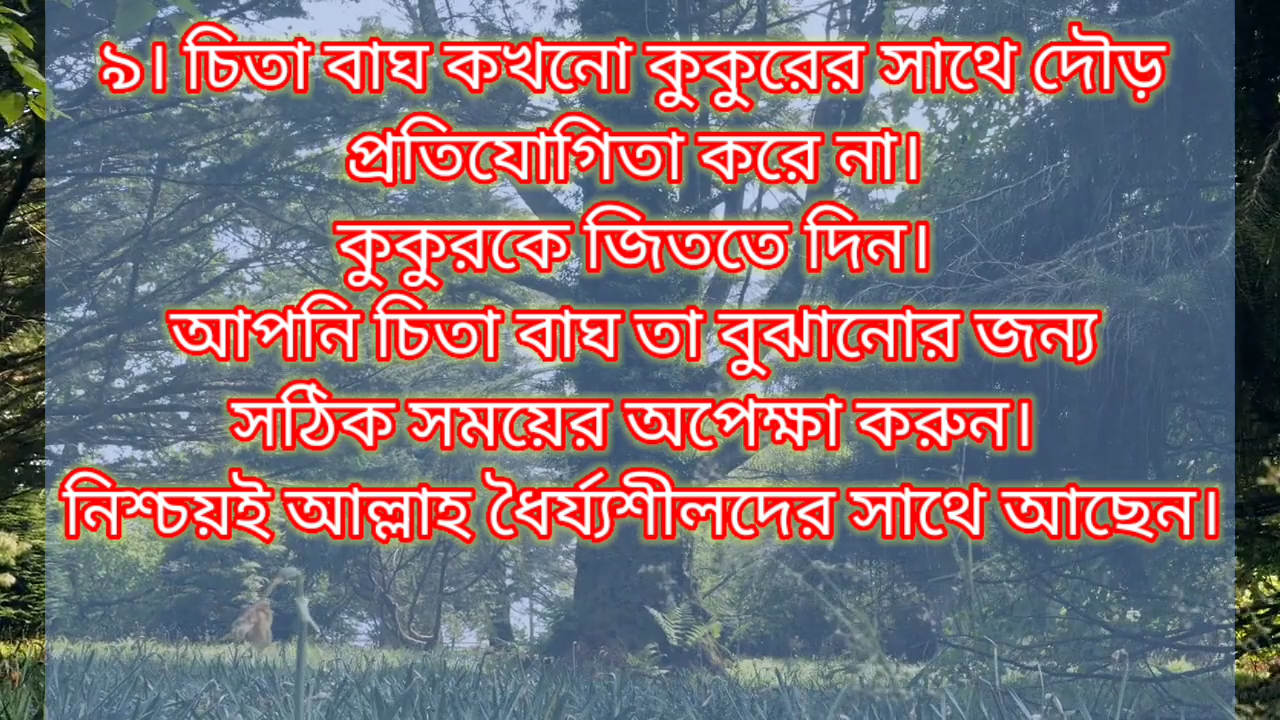 ৯। চিতা বাঘ কখনো কুকুরের সাথে দৌড়
প্রতিযোগিতা করে না।
কুকুরকে জিততে দিন।
আপনি চিতা বাঘ তা বুঝানোর জন্য
সঠিক সময়ের অপেক্ষা করুন।
নিশ্চয়ই আল্লাহ ধৈর্য্যশীলদের সাথে আছেন।